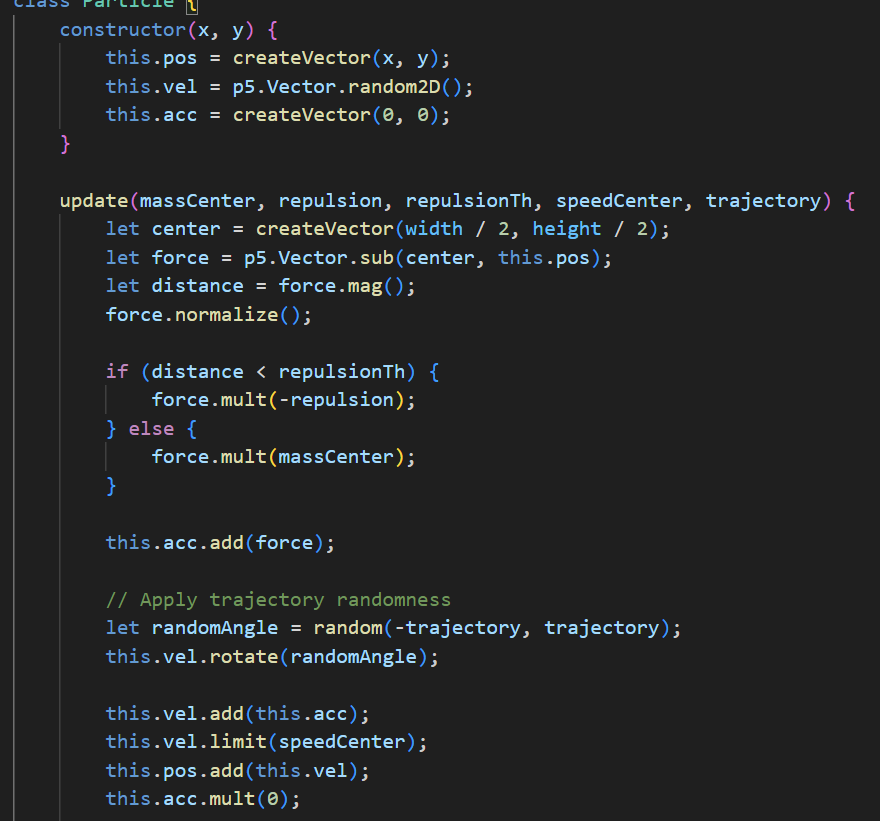 class Particle {
    constructor(x, y) {
        this.pos = createVector(x, y);
        this.vel = p5.Vector.random2D();
        this.acc = createVector(0, 0);
    }

    update(massCenter, repulsion, repulsionTh, speedCenter, trajectory) {
        let center = createVector(width / 2, height / 2);
        let force = p5.Vector.sub(center, this.pos);
        let distance = force.mag();
        force.normalize();

        if (distance < repulsionTh) {
            force.mult(-repulsion);
        } else {
            force.mult(massCenter);
        }

        this.acc.add(force);

        // Apply trajectory randomness
        let randomAngle = random(-trajectory, trajectory);
        this.vel.rotate(randomAngle);

        this.vel.add(this.acc);
        this.vel.limit(speedCenter);
        this.pos.add(this.vel);
        this.acc.mult(0);